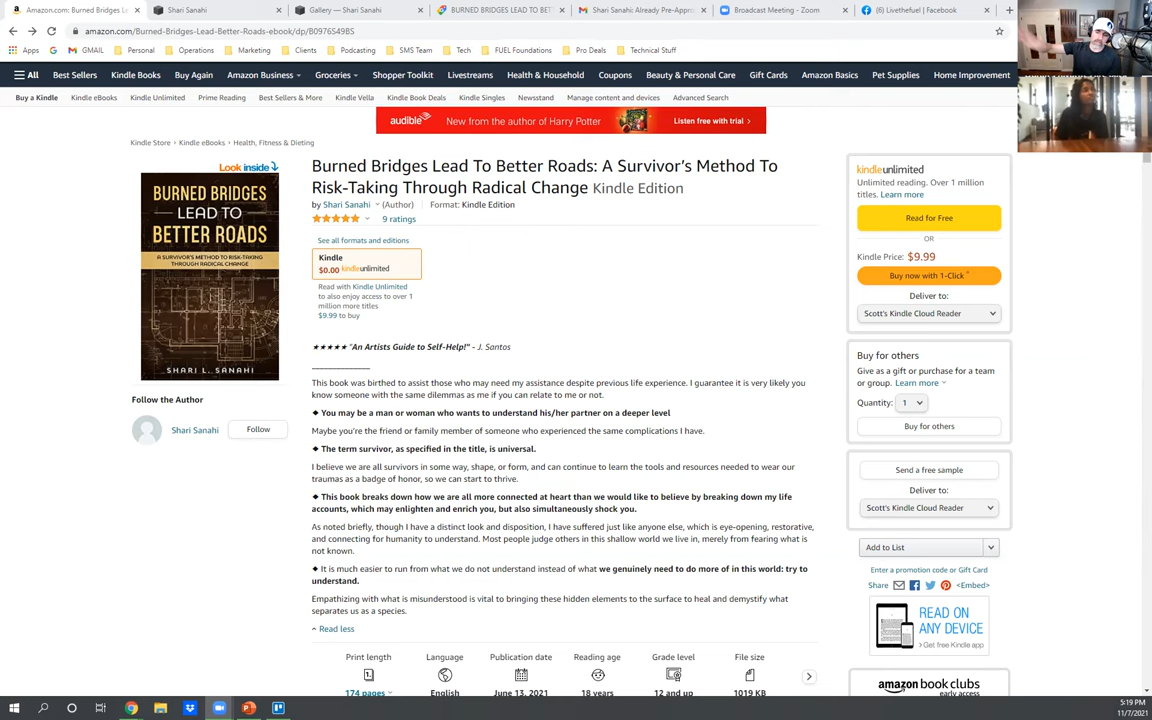 Amazon.com: Burned Bridges Le
Shari Sanahi
Gallery — Shari Sanahi
BURNED BRIDGES LEAD TO BET
Shari Sanahi: Already Pre-Appro
Broadcast Meeting - Zoom
(6) Livethefuel | Facebook
amazon.com/Burned-Bridges-Lead-Better-Roads-ebook/dp/B0976S49BS
Apps
GMAIL
Personal
Operations
Marketing
Clients
Podcasting
SMS Team
Tech
FUEL Foundations
Pro Deals
Technical Stuff
All
Best Sellers
Kindle Books
Buy Again
Amazon Business
Groceries
Shopper Toolkit
Livestreams
Health & Household
Coupons
Beauty & Personal Care
Gift Cards
Amazon Basics
Pet Supplies
Home Improvement
Buy a Kindle
Kindle eBooks
Kindle Unlimited
Prime Reading
Best Sellers & More
Kindle Vella
Kindle Book Deals
Kindle Singles
Newsstand
Manage content and devices
Advanced Search
audible
New from the author of Harry Potter
Listen free with trial >
Kindle Store › Kindle eBooks › Health, Fitness & Dieting
Look inside
BURNED BRIDGES
LEAD TO
BETTER ROADS
A SURVIVOR'S METHOD TO RISK-TAKING
THROUGH RADICAL CHANGE
SHARI L. SANAHI
Follow the Author
Shari Sanahi
Follow
Burned Bridges Lead To Better Roads: A Survivor's Method To
Risk-Taking Through Radical Change Kindle Edition
by Shari Sanahi (Author) | Format: Kindle Edition
9 ratings
See all formats and editions
Kindle
$0.00 kindleunlimited
Read with Kindle Unlimited
to also enjoy access to over 1
million more titles
$9.99 to buy
★★★★★ "An Artists Guide to Self-Help!" - J. Santos
This book was birthed to assist those who may need my assistance despite previous life experience. I guarantee it is very likely you
know someone with the same dilemmas as me if you can relate to me or not.
◆ You may be a man or woman who wants to understand his/her partner on a deeper level
Maybe you're the friend or family member of someone who experienced the same complications I have.
◆ The term survivor, as specified in the title, is universal.
I believe we are all survivors in some way, shape, or form, and can continue to learn the tools and resources needed to wear our
traumas as a badge of honor, so we can start to thrive.
◆ This book breaks down how we are all more connected at heart than we would like to believe by breaking down my life
accounts, which may enlighten and enrich you, but also simultaneously shock you.
As noted briefly, though I have a distinct look and disposition, I have suffered just like anyone else, which is eye-opening, restorative,
and connecting for humanity to understand. Most people judge others in this shallow world we live in, merely from fearing what is
not known.
◆ It is much easier to run from what we do not understand instead of what we genuinely need to do more of in this world: try to
understand.
Empathizing with what is misunderstood is vital to bringing these hidden elements to the surface to heal and demystify what
separates us as a species.
Read less
Print length
Language
Publication date
Reading age
Grade level
File size
174 pages
English
June 13, 2021
18 years
12 and up
1019 KB
kindleunlimited
Unlimited reading. Over 1 million
titles. Learn more
Read for Free
OR
Kindle Price: $9.99
Buy now with 1-Click
Deliver to:
Scott's Kindle Cloud Reader
Buy for others
Give as a gift or purchase for a team
or group. Learn more
Quantity: 1
Buy for others
Send a free sample
Deliver to:
Scott's Kindle Cloud Reader
Add to List
Enter a promotion code or Gift Card
Share <Embed>
READ ON
ANY DEVICE
› Get free Kindle app
amazon book clubs
early access
5:19 PM
11/7/2021